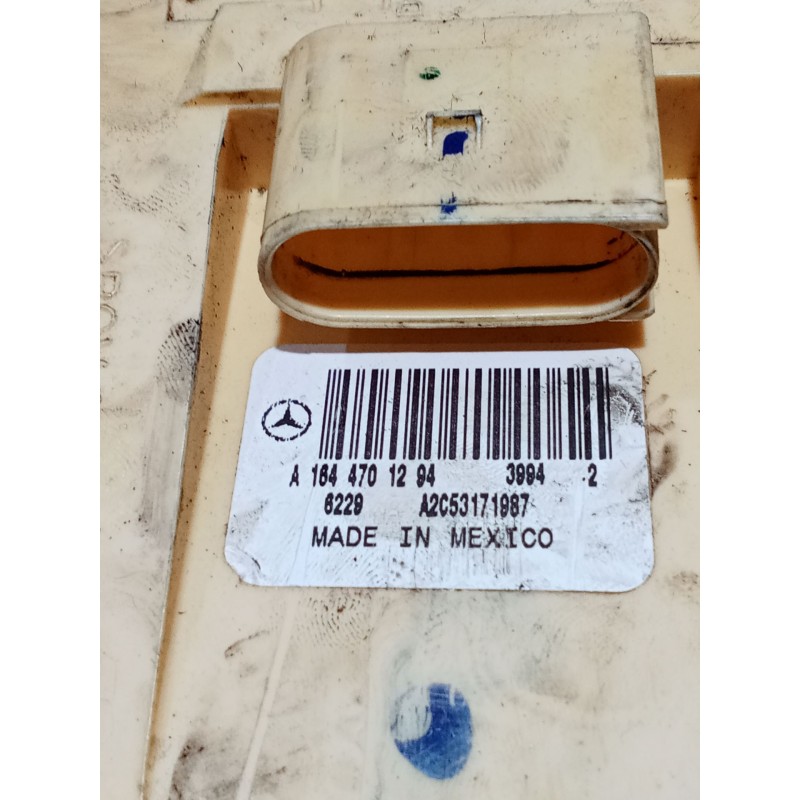 A 164 470 12 94 3994 2
6229 A2C53171987
MADE IN MEXICO